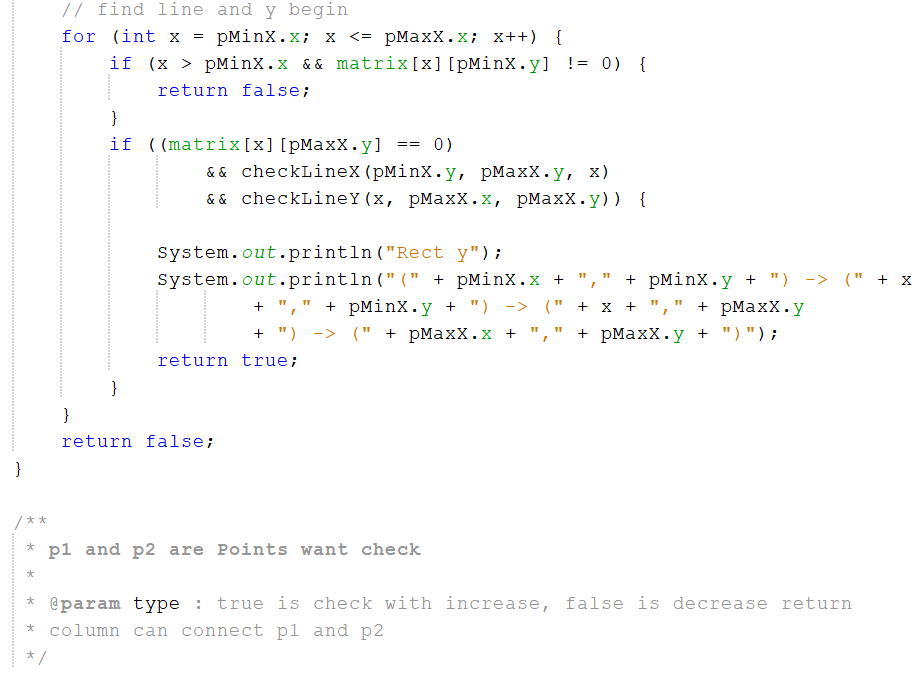 // find line and y begin
for (int x = pMinX.x; x <= pMaxX.x; x++) {
if (x > pMinX.x && matrix[x][pMinX.y] != 0) {
return false;
}
if ((matrix[x][pMaxX.y] == 0)
&& checkLineX(pMinX.y, pMaxX.y, x)
&& checkLineY(x, pMaxX.x, pMaxX.y)) {
System.out.println("Rect y");
System.out.println("(" + pMinX.x + "," + pMinX.y + ") -> (" + x
+ "," + pMinX.y + ") -> (" + x + "," + pMaxX.y
+ ") -> (" + pMaxX.x + "," + pMaxX.y + ")");
return true;
}
}
return false;
}
/**
* p1 and p2 are Points want check
*
* @param type : true is check with increase, false is decrease return
* column can connect p1 and p2
*/